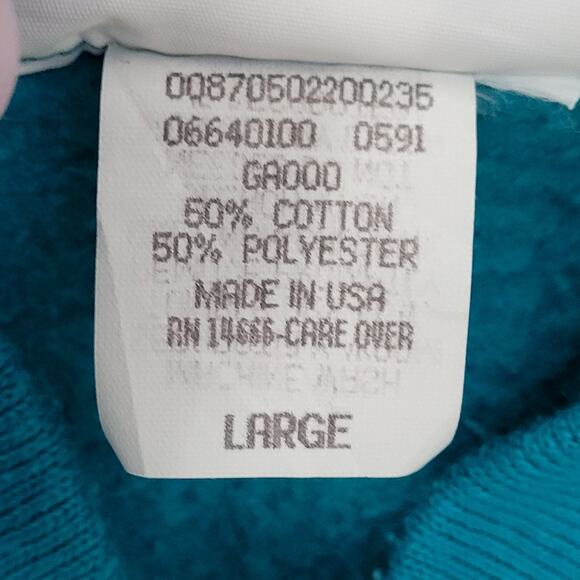 00870502200235
06640100 0591
GA000
50% COTTON
50% POLYESTER
MADE IN USA
RN 14666-CARE OVER
LARGE